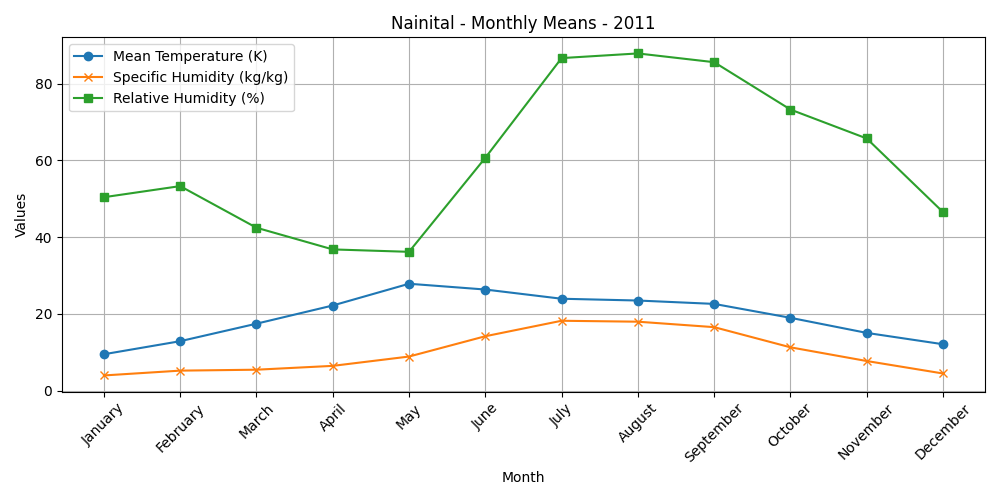 Nainital - Monthly Means - 2011
Mean Temperature (K)
Specific Humidity (kg/kg)
Relative Humidity (%)
Values
80
60
40
20
0
January
February
March
April
May
June
July
August
September
October
November
December
Month